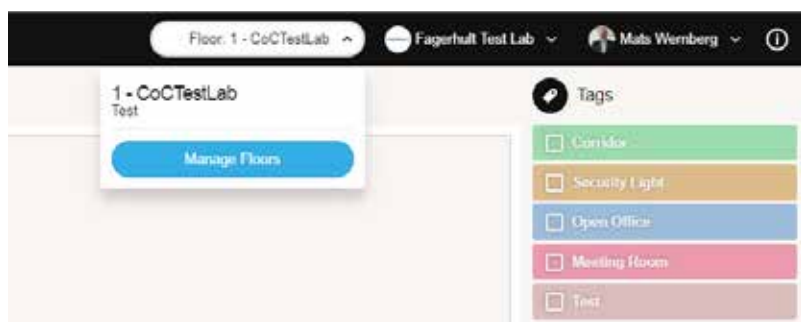 Floor: 1 - CoCTestLab
Fagerhult Test Lab
Mats Wernberg
1 - CoCTestLab
Test
Manage Floors
Tags
Corridor
Security Light
Open Office
Meeting Room
Test